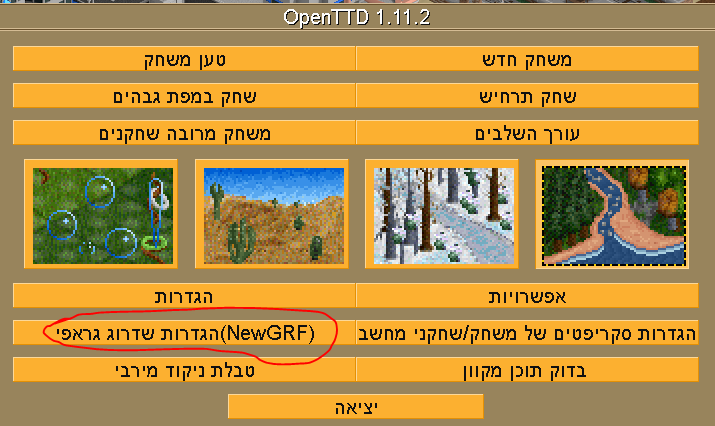 OpenTTD 1.11.2
משחק חדש
טען משחק
שחק תרחיש
שחק במפת גבהים
עורך השלבים
משחק מרובה שחקנים
אפשרויות
הגדרות
הגדרות סקריפטים של משחק/שחקני מחשב
הגדרות שדרוג גראפי(NewGRF)
בדוק תוכן מקוון
טבלת ניקוד מירבי
יציאה